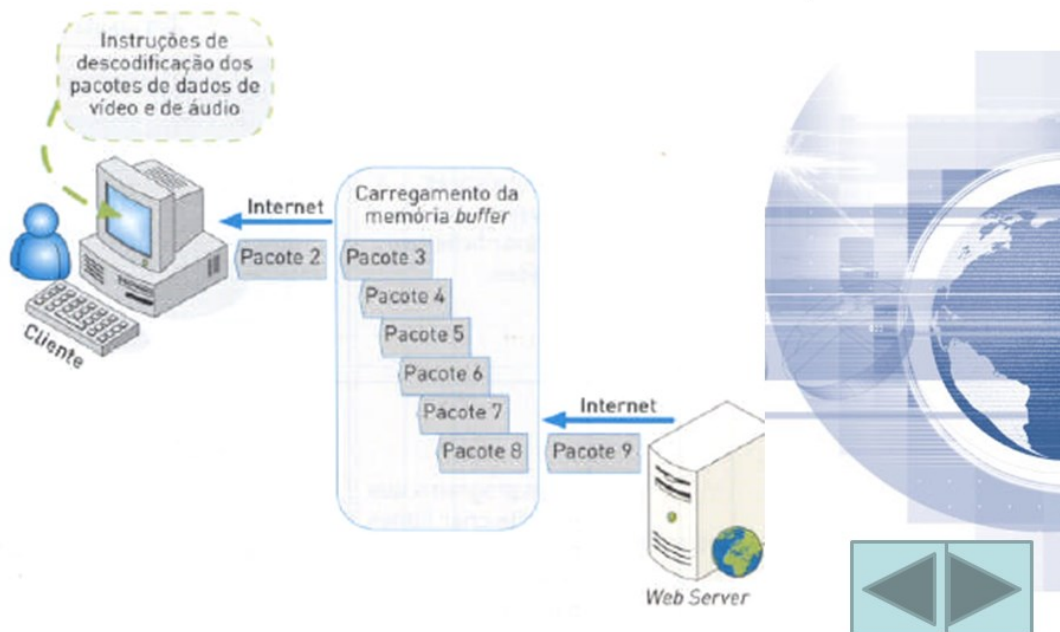 Instruções de
descodificação dos
pacotes de dados de
vídeo e de áudio
Internet
Carregamento da
memória buffer
Pacote 2
Pacote 3
Pacote 4
Pacote 5
Pacote 6
Pacote 7
Pacote 8
Internet
Pacote 9
Cliente
Web Server